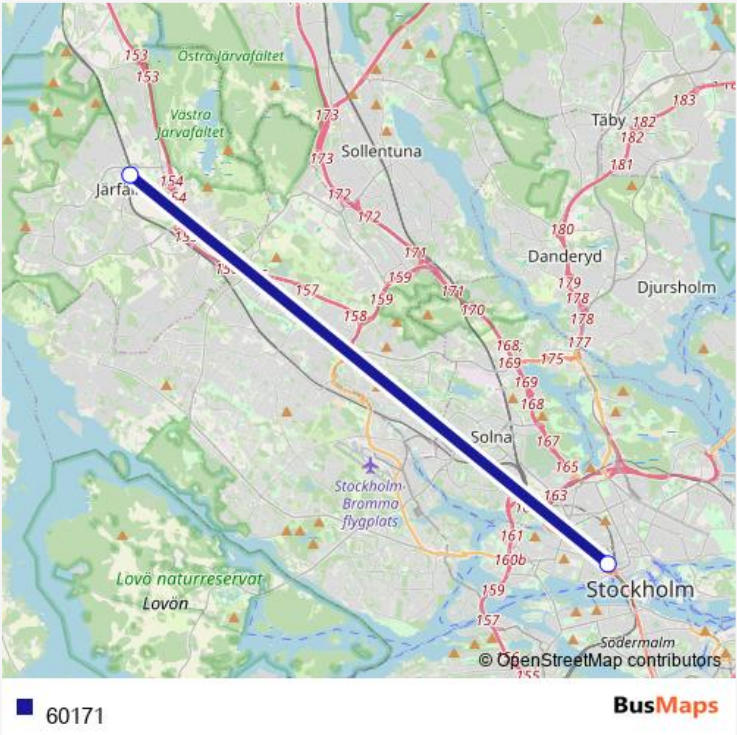 153
153
Östra Järvafältet
183
173
Västra
Järvafältet
Täby
182
182
Sollentuna
173
181
154
172
172
180
171
Danderyd
159
179
171
Djursholm
157
159
178
170
158
178
168;
177
169
175
169
168
Solna
167
165
Stockholm-
Bromma
flygplats
163
161
160b
Lovö naturreservat
Stockholm
159
Lovön
157
Södermalm
© OpenStreetMap contributors
155
60171
BusMaps